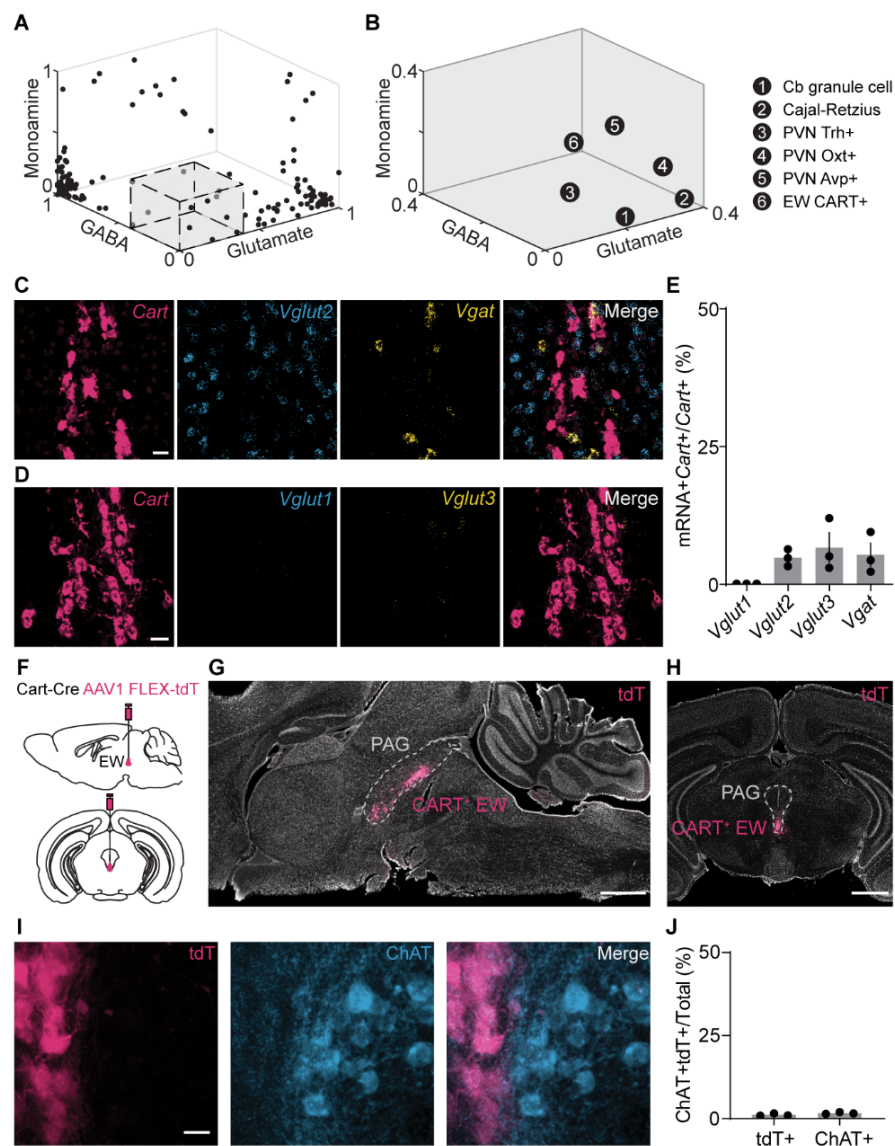 A
Monoamine
1
0
1
GABA
0
0
Glutamate
1
B
Monoamine
0.4
0
0.4
GABA
0
0
Glutamate
0.4
1
2
3
4
5
6
1 Cb granule cell
2 Cajal-Retzius
3 PVN Trh+
4 PVN Oxt+
5 PVN Avp+
6 EW CART+
C
Cart
Vglut2
Vgat
Merge
D
Cart
Vglut1
Vglut3
Merge
E
mRNA+Cart+/Cart+ (%)
50
25
0
Vglut1
Vglut2
Vglut3
Vgat
F
Cart-Cre AAV1 FLEX-tdT
EW
G
tdT
PAG
CART+ EW
H
tdT
PAG
CART+ EW
I
tdT
ChAT
Merge
J
ChAT+tdT+/Total (%)
50
25
0
tdT+
ChAT+